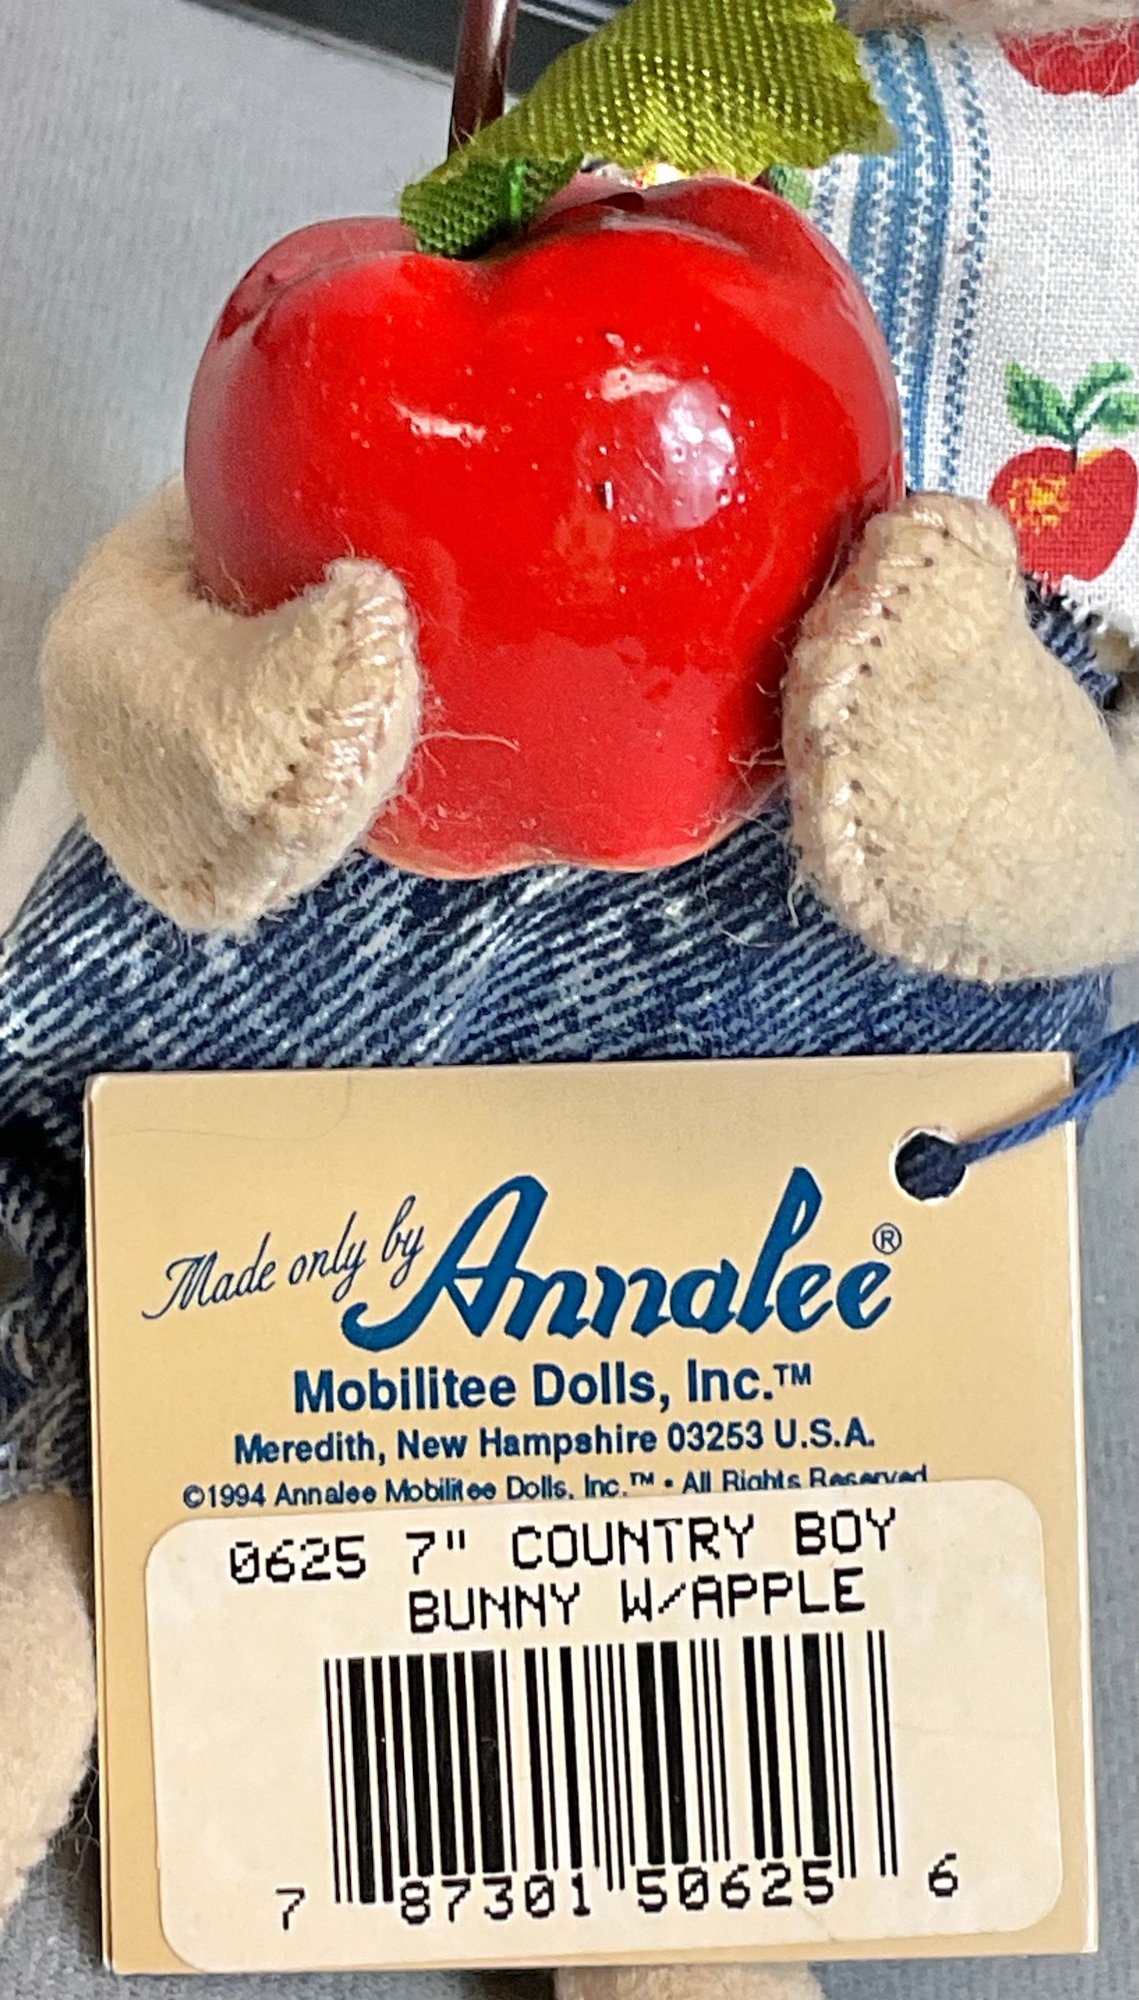 Made only by Annalee®
Mobilitee Dolls, Inc.™
Meredith, New Hampshire 03253 U.S.A.
©1994 Annalee Mobilitee Dolls, Inc.™ • All Rights Reserved
0625 7" COUNTRY BOY
BUNNY W/APPLE
7 87301 50625 6